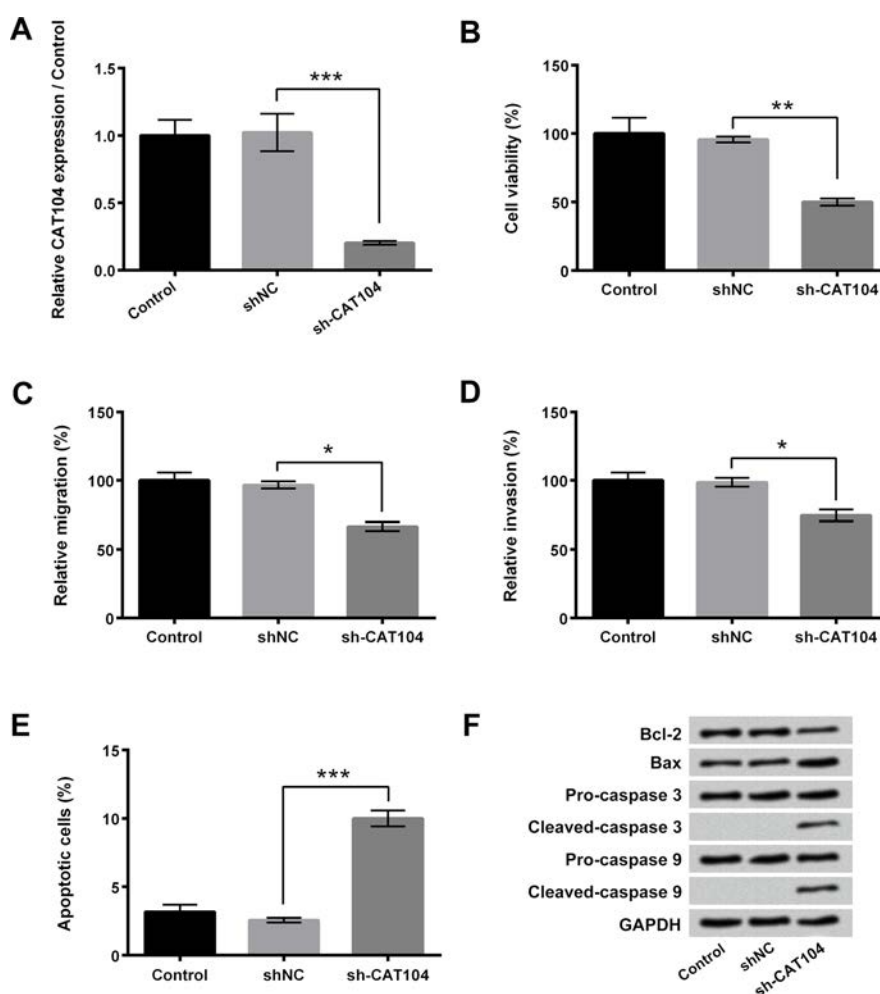 A
Relative CAT104 expression / Control
1.5
1.0
0.5
0.0
***
Control
shNC
sh-CAT104
B
Cell viability (%)
150
100
50
0
**
Control
shNC
sh-CAT104
C
Relative migration (%)
150
100
50
0
*
Control
shNC
sh-CAT104
D
Relative invasion (%)
150
100
50
0
*
Control
shNC
sh-CAT104
E
Apoptotic cells (%)
15
10
5
0
***
Control
shNC
sh-CAT104
F
Bcl-2
Bax
Pro-caspase 3
Cleaved-caspase 3
Pro-caspase 9
Cleaved-caspase 9
GAPDH
Control
shNC
sh-CAT104